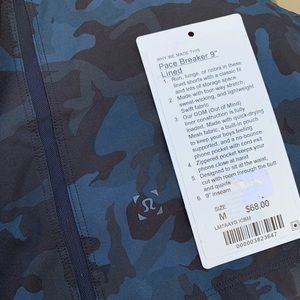 WHY WE MADE THIS
Pace Breaker 9"
Lined
1. Run, lunge, or cobra in these
lined shorts with a classic fit
and lots of storage space
2. Made with four-way stretch,
sweat-wicking, and lightweight
Swift fabric
3. Our OOM (Out of Mind)
liner construction is fully
loaded. Made with quick-drying
Mesh fabric, a built-in pouch
to keep your boys feeling
supported, and a no-bounce
phone pocket with cord exit
4. Zippered pocket keeps your
phone close at hand
5. Designed to sit at the waist,
cut with room through the butt
and quads
6. 9" inseam
SIZE
M
$68.00